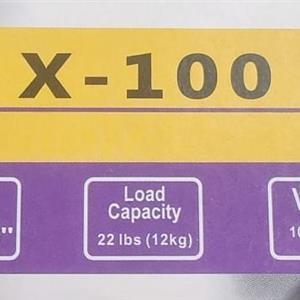 X-100
Load
Capacity
22 lbs (12kg)
"